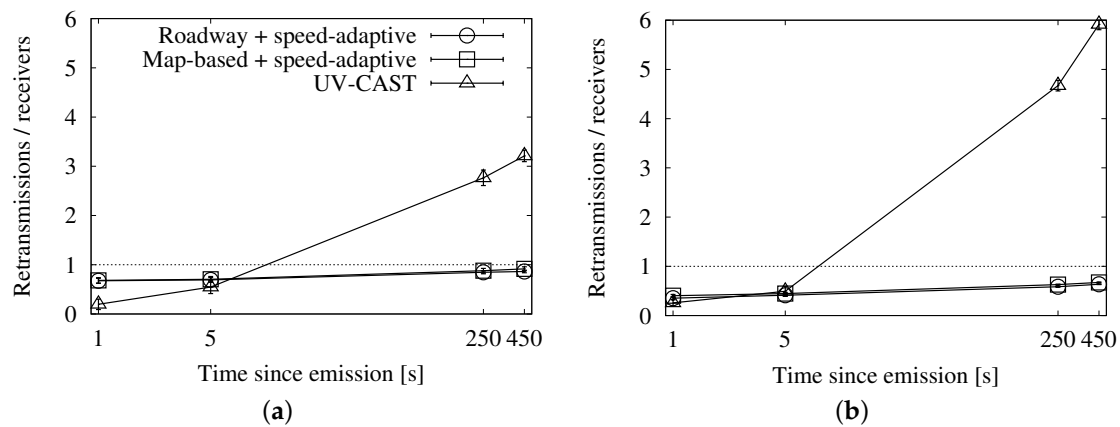 Retransmissions / receivers
6
5
4
3
2
1
0
Roadway + speed-adaptive
Map-based + speed-adaptive
UV-CAST
1 5 250 450
Time since emission [s]
(a)
Retransmissions / receivers
6
5
4
3
2
1
0
1 5 250 450
Time since emission [s]
(b)